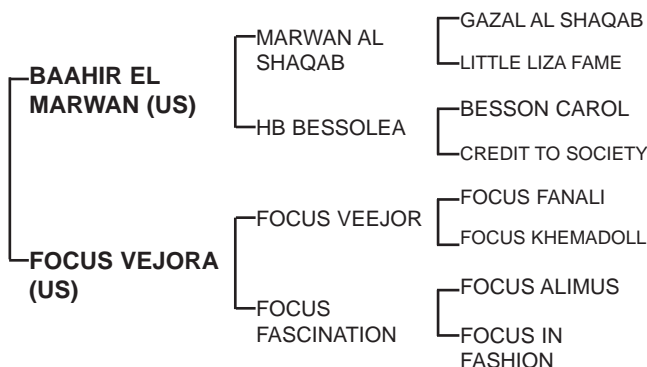 BAAHIR EL
MARWAN (US)
MARWAN AL
SHAQAB
GAZAL AL SHAQAB
LITTLE LIZA FAME
HB BESSOLEA
BESSON CAROL
CREDIT TO SOCIETY
FOCUS VEJORA
(US)
FOCUS VEEJOR
FOCUS FANALI
FOCUS KHEMADOLL
FOCUS
FASCINATION
FOCUS ALIMUS
FOCUS IN
FASHION